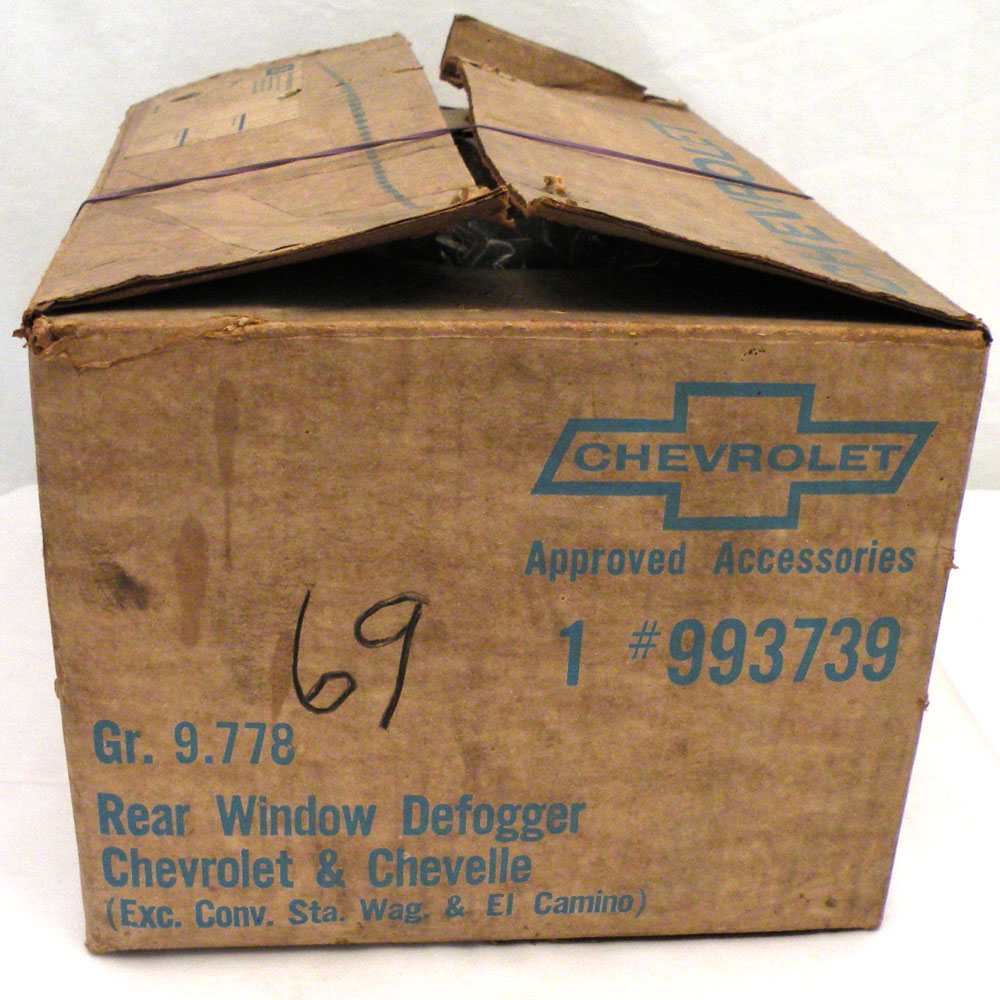 CHEVROLET
CHEVROLET
Approved Accessories
1 #993739
69
Gr. 9.778
Rear Window Defogger
Chevrolet & Chevelle
(Exc. Conv. Sta. Wag. & El Camino)